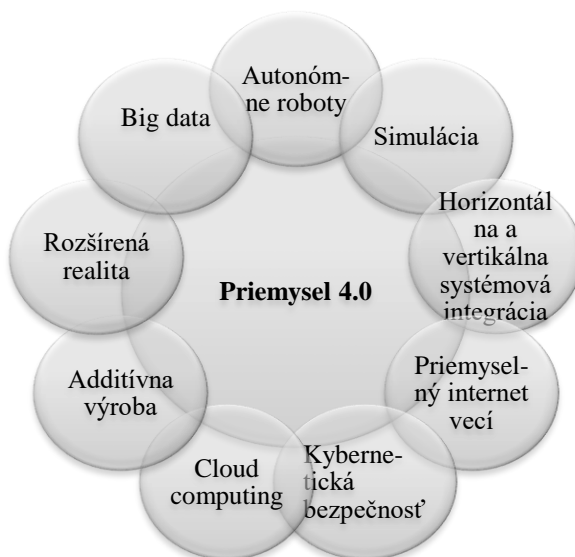 Autonóm-
ne roboty
Simulácia
Horizontál
na a
vertikálna
systémová
integrácia
Priemysel-
ný internet
vecí
Kyberne-
tická
bezpečnosť
Cloud
computing
Additívna
výroba
Rozšírená
realita
Big data
Priemysel 4.0